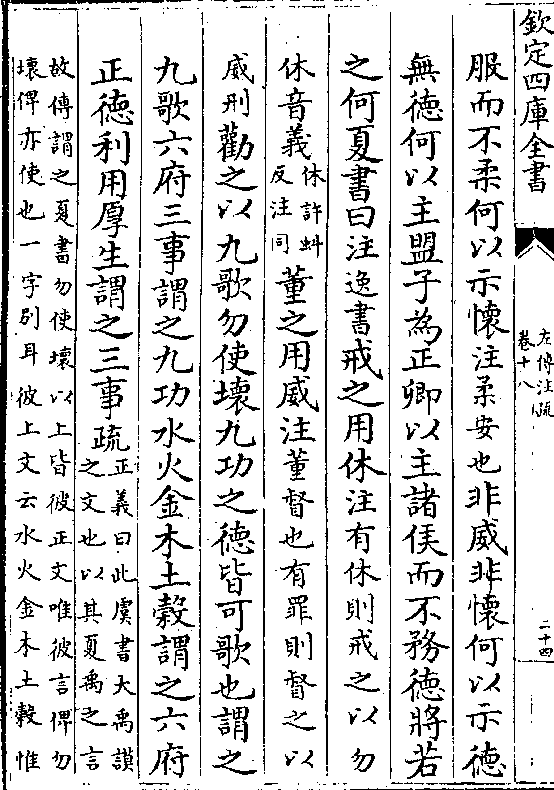 欽定四庫全書
左傳注疏
卷十八
二十四
服而不柔何以示懷注柔安也非威非懷何以示德
無德何以主盟子為正卿以主諸侯而不務德將若
之何夏書曰注逸書戒之用休注有休則戒之以勿
休音義休許蚪
反注同董之用威注董督也有罪則督之以
威刑勸之以九歌勿使壞九功之德皆可歌也謂之
九歌六府三事謂之九功水火金木土穀謂之六府
正德利用厚生謂之三事疏正義曰此虞書大禹謨
之文也以其夏禹之言
故傳謂之夏書勿使壞以上皆彼正文唯彼言俾勿
壞俾亦使也一字别耳彼上文云水火金木土穀惟